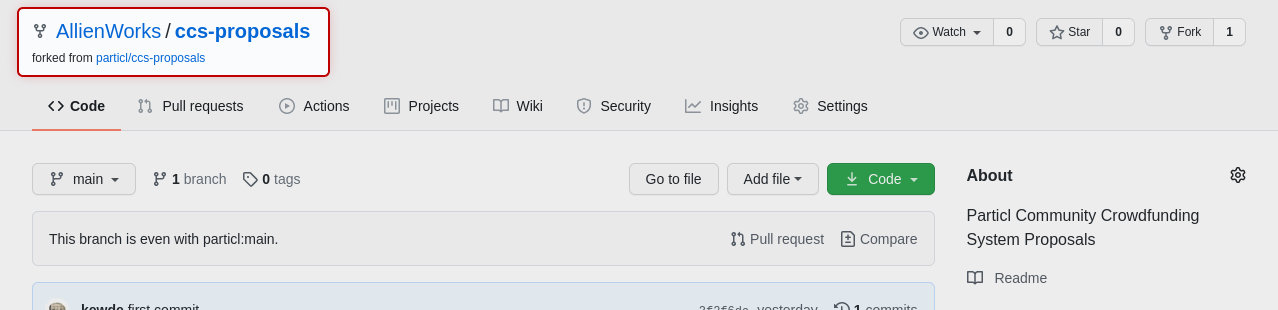 AllienWorks / ccs-proposals
forked from particl/ccs-proposals
Watch 0 Star 0 Fork 1
Code Pull requests Actions Projects Wiki Security Insights Settings
main 1 branch 0 tags Go to file Add file Code
This branch is even with particl:main. Pull request Compare
kewde first commit yesterday 1 commits
About
Particl Community Crowdfunding
System Proposals
Readme